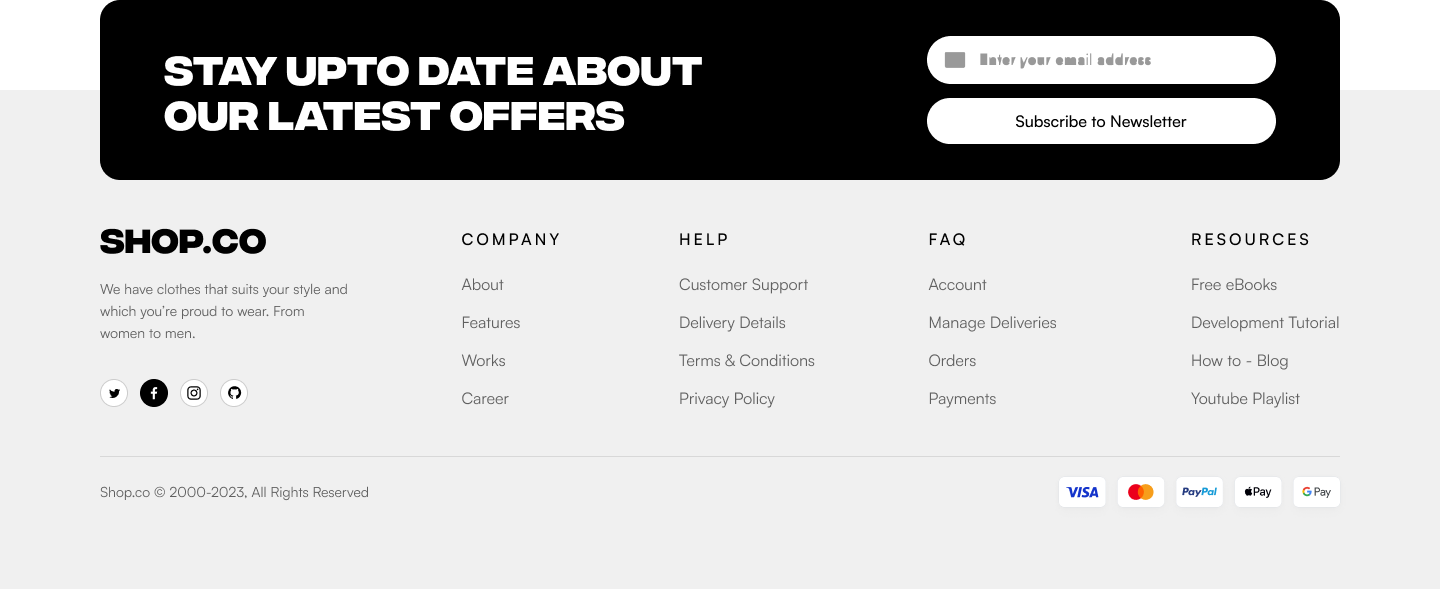 STAY UPTO DATE ABOUT
OUR LATEST OFFERS
Enter your email address
Subscribe to Newsletter
SHOP.CO
We have clothes that suits your style and
which you’re proud to wear. From
women to men.
COMPANY
About
Features
Works
Career
HELP
Customer Support
Delivery Details
Terms & Conditions
Privacy Policy
FAQ
Account
Manage Deliveries
Orders
Payments
RESOURCES
Free eBooks
Development Tutorial
How to - Blog
Youtube Playlist
Shop.co © 2000-2023, All Rights Reserved
VISA
PayPal
Pay
G Pay